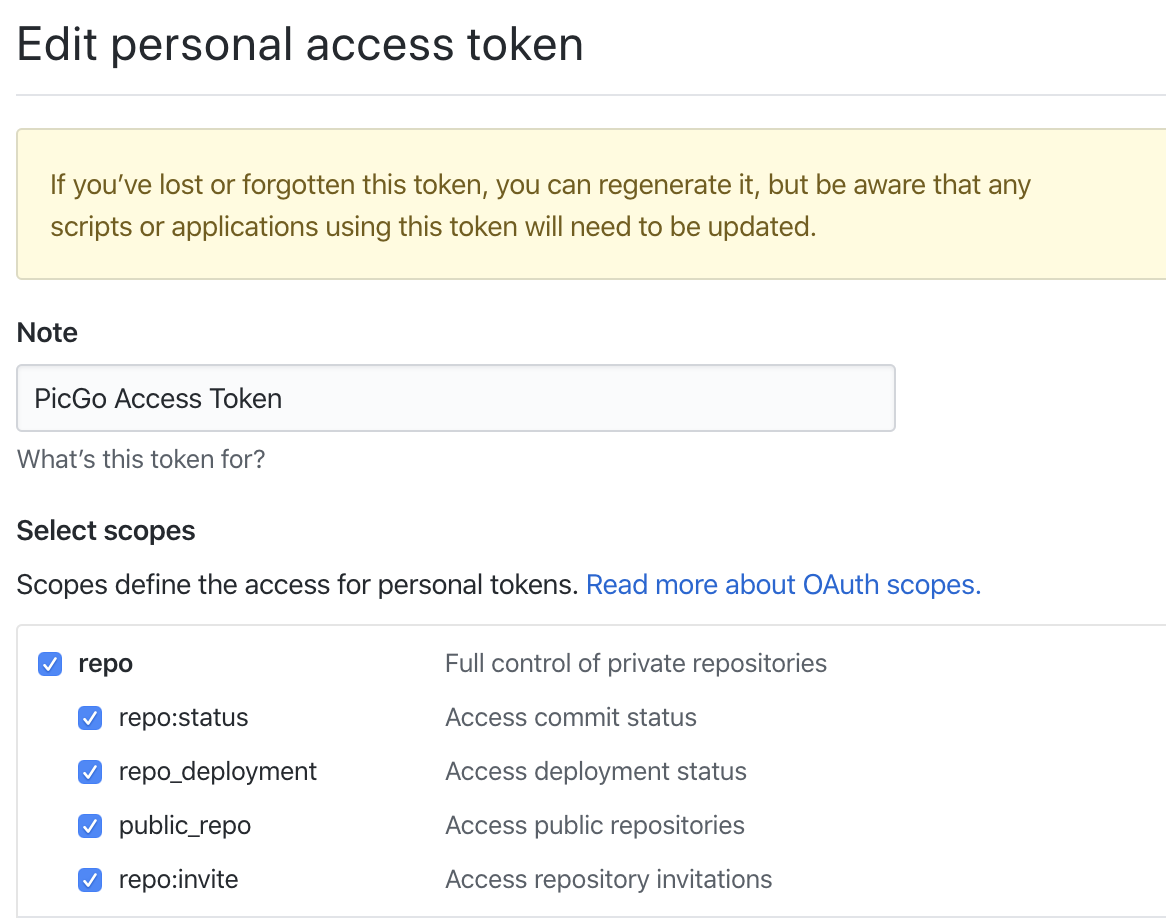 Edit personal access token
If you’ve lost or forgotten this token, you can regenerate it, but be aware that any
scripts or applications using this token will need to be updated.
Note
PicGo Access Token
What’s this token for?
Select scopes
Scopes define the access for personal tokens. Read more about OAuth scopes.
repo Full control of private repositories
repo:status Access commit status
repo_deployment Access deployment status
public_repo Access public repositories
repo:invite Access repository invitations